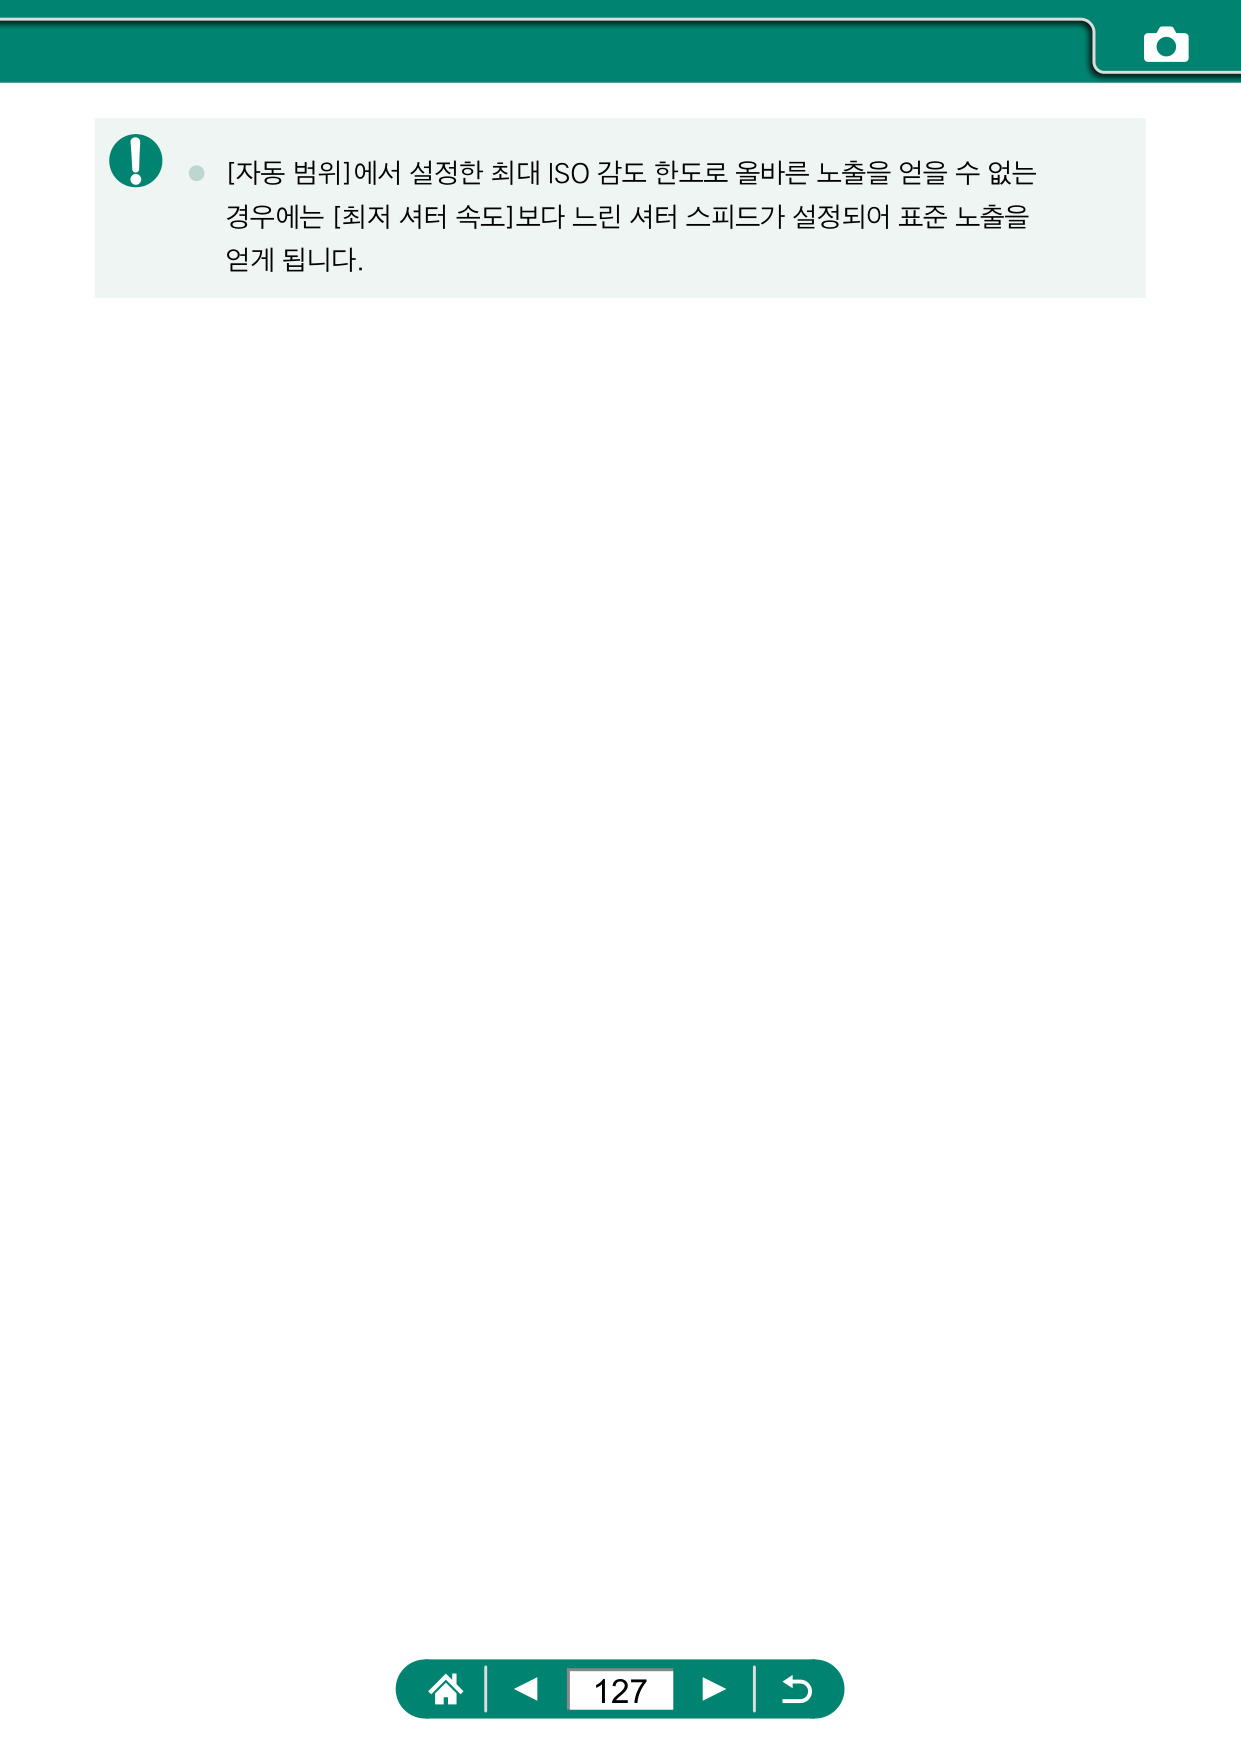 [자동 범위]에서 설정한 최대 ISO 감도 한도로 올바른 노출을 얻을 수 없는
경우에는 [최저 셔터 속도]보다 느린 셔터 스피드가 설정되어 표준 노출을
얻게 됩니다.
127